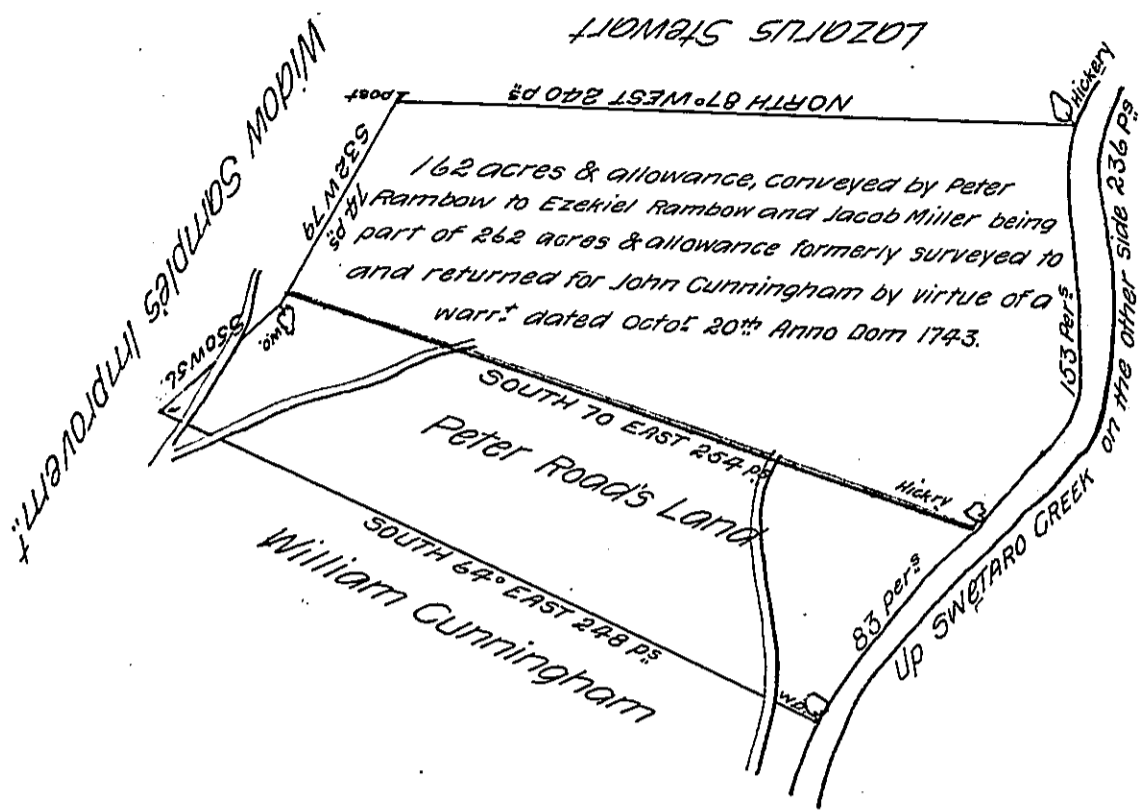 Lazarus Stewart
Hickery
NORTH 87° WEST 240 ps
post
Widow Sample's Improvemt
S32W79
14 ps
162 acres & allowance, conveyed by Peter
Rambow to Ezekiel Rambow and Jacob Miller being
part of 262 acres & allowance formerly surveyed to
and returned for John Cunningham by virtue of a
warrt dated Octor 20th Anno Dom 1743.
153 Pers
on the other side 236 Ps
S50W56.
W.O.
SOUTH 70 EAST 254 ps
Peter Road's Land
Hickry
SOUTH 64° EAST 248 ps
William Cunningham
83 pers
Up SWETARO CREEK